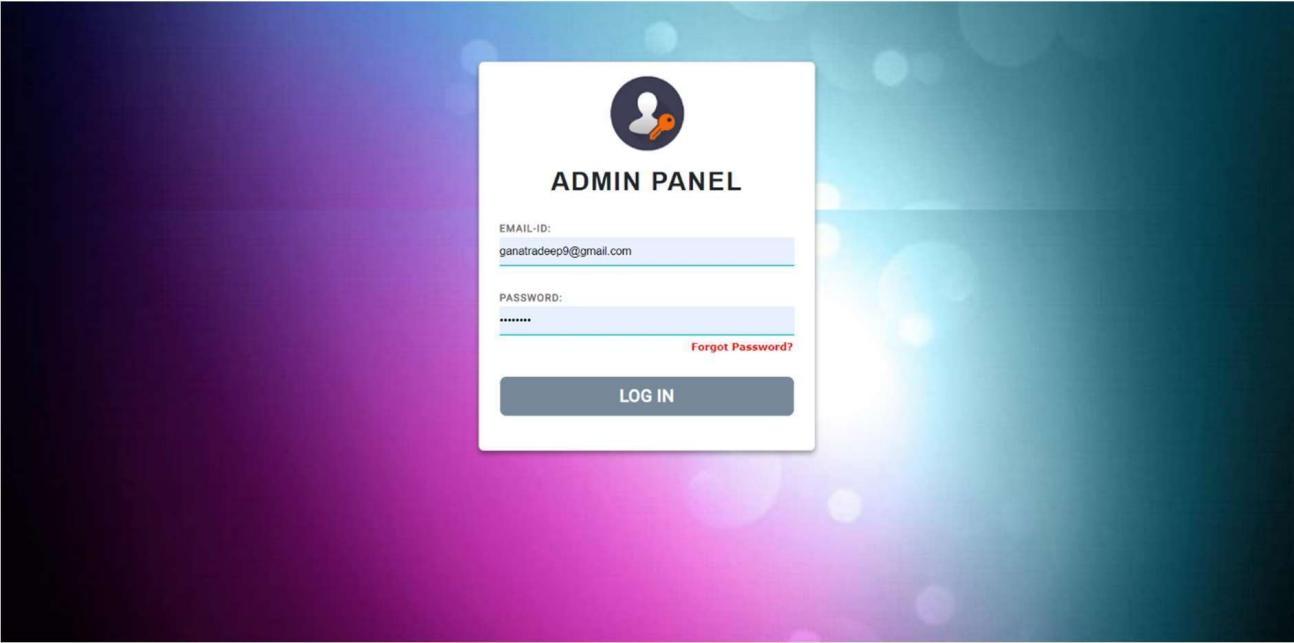 ADMIN PANEL
EMAIL-ID:
ganatradeep9@gmail.com
PASSWORD:
••••••••
Forgot Password?
LOG IN